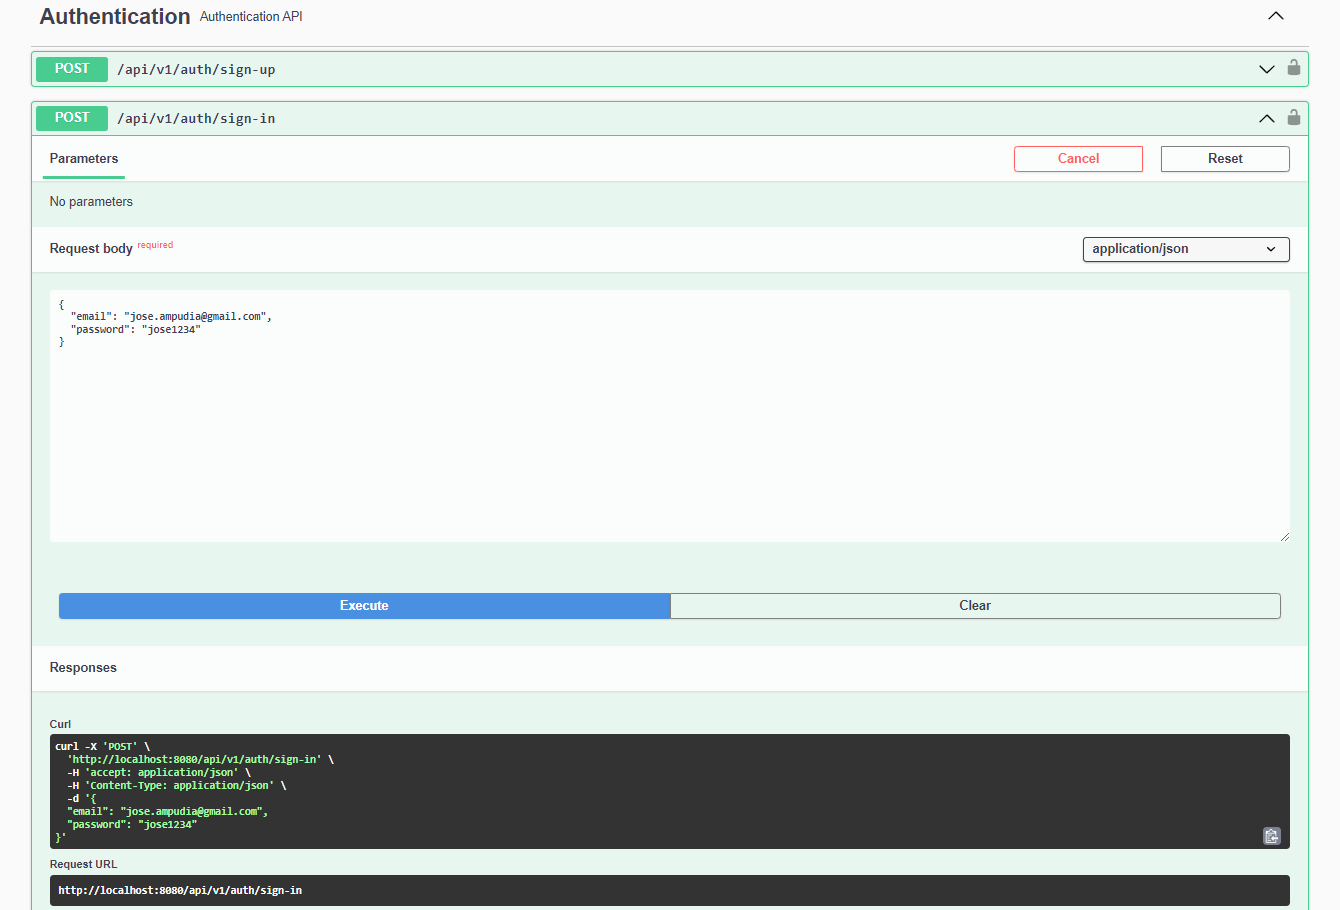 Authentication Authentication API
POST /api/v1/auth/sign-up
POST /api/v1/auth/sign-in
Parameters
Cancel
Reset
No parameters
Request body required
application/json
{
  "email": "jose.ampudia@gmail.com",
  "password": "jose1234"
}
Execute
Clear
Responses
Curl
curl -X 'POST' \
  'http://localhost:8080/api/v1/auth/sign-in' \
  -H 'accept: application/json' \
  -H 'Content-Type: application/json' \
  -d '{
  "email": "jose.ampudia@gmail.com",
  "password": "jose1234"
}'
Request URL
http://localhost:8080/api/v1/auth/sign-in